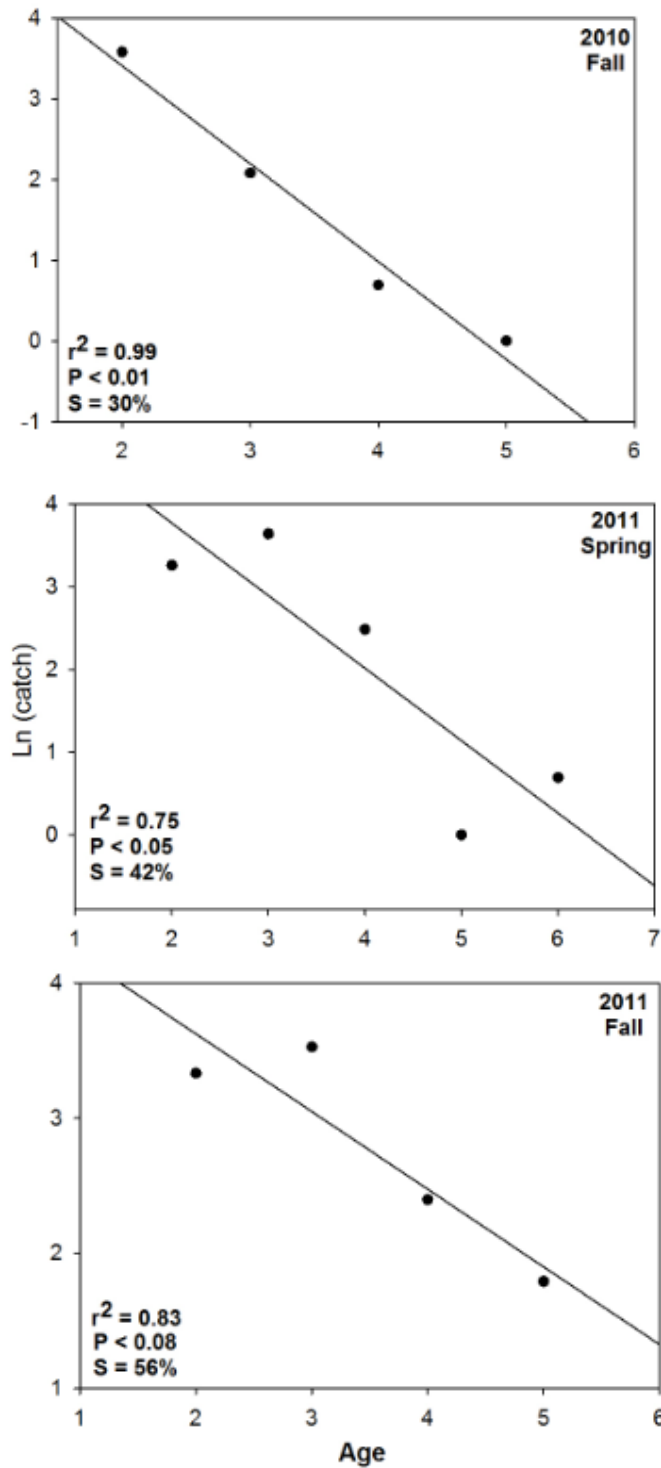 2010
Fall
4
3
2
1
0
-1
r² = 0.99
P < 0.01
S = 30%
2 3 4 5 6
2011
Spring
4
3
2
1
0
Ln (catch)
r² = 0.75
P < 0.05
S = 42%
1 2 3 4 5 6 7
2011
Fall
4
3
2
1
r² = 0.83
P < 0.08
S = 56%
1 2 3 4 5 6
Age